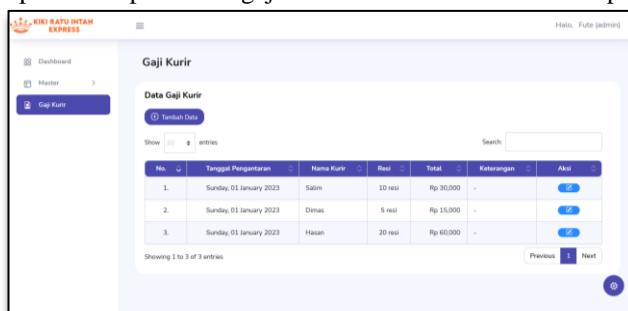 KIKI RATU INTAN
EXPRESS
Halo, Fute (admin)
Dashboard
Master >
Gaji Kurir
Gaji Kurir
Data Gaji Kurir
Tambah Data
Show 10 entries
Search:
No. Tanggal Pengantaran Nama Kurir Resi Total Keterangan Aksi
1. Sunday, 01 January 2023 Salim 10 resi Rp 30,000 -
2. Sunday, 01 January 2023 Dimas 5 resi Rp 15,000 -
3. Sunday, 01 January 2023 Hasan 20 resi Rp 60,000 -
Showing 1 to 3 of 3 entries
Previous 1 Next